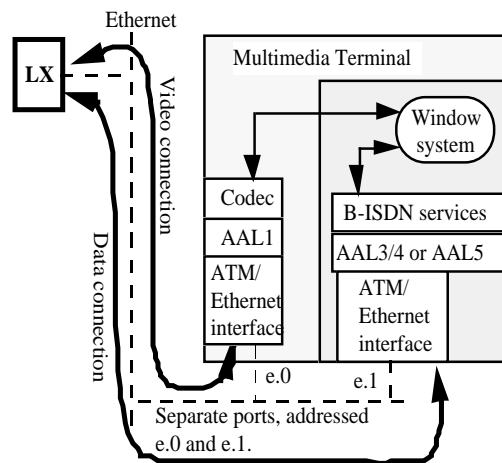 Ethernet
LX
Multimedia Terminal
Video connection
Window
system
Codec
B-ISDN services
AAL1
AAL3/4 or AAL5
ATM/
Ethernet
interface
ATM/
Ethernet
interface
Data connection
e.0
e.1
Separate ports, addressed
e.0 and e.1.